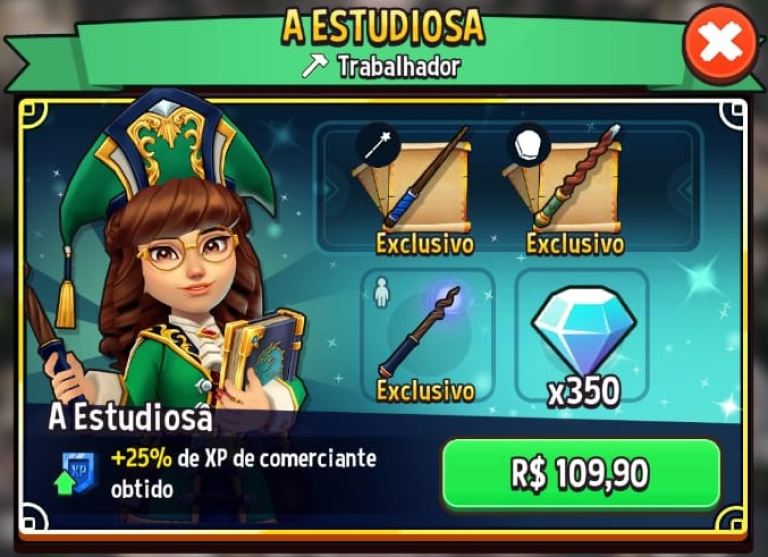 A ESTUDIOSA
Trabalhador
Exclusivo
Exclusivo
Exclusivo
x350
A Estudiosa
XP
+25% de XP de comerciante
obtido
R$ 109,90